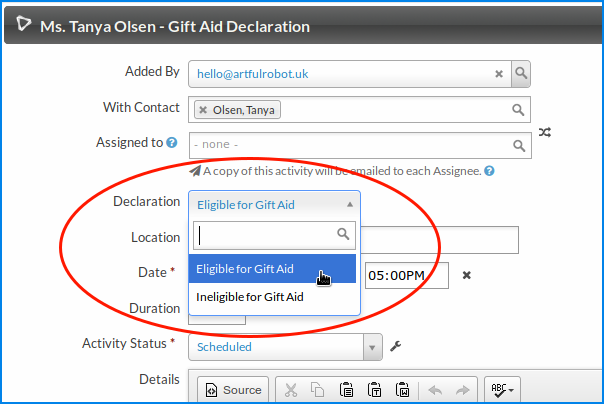 Ms. Tanya Olsen - Gift Aid Declaration
Added By hello@artfulrobot.uk
With Contact Olsen, Tanya
Assigned to - none -
A copy of this activity will be emailed to each Assignee.
Declaration Eligible for Gift Aid
Location
Eligible for Gift Aid
Date * 05:00PM
Ineligible for Gift Aid
Duration
Activity Status * Scheduled
Details Source ABC